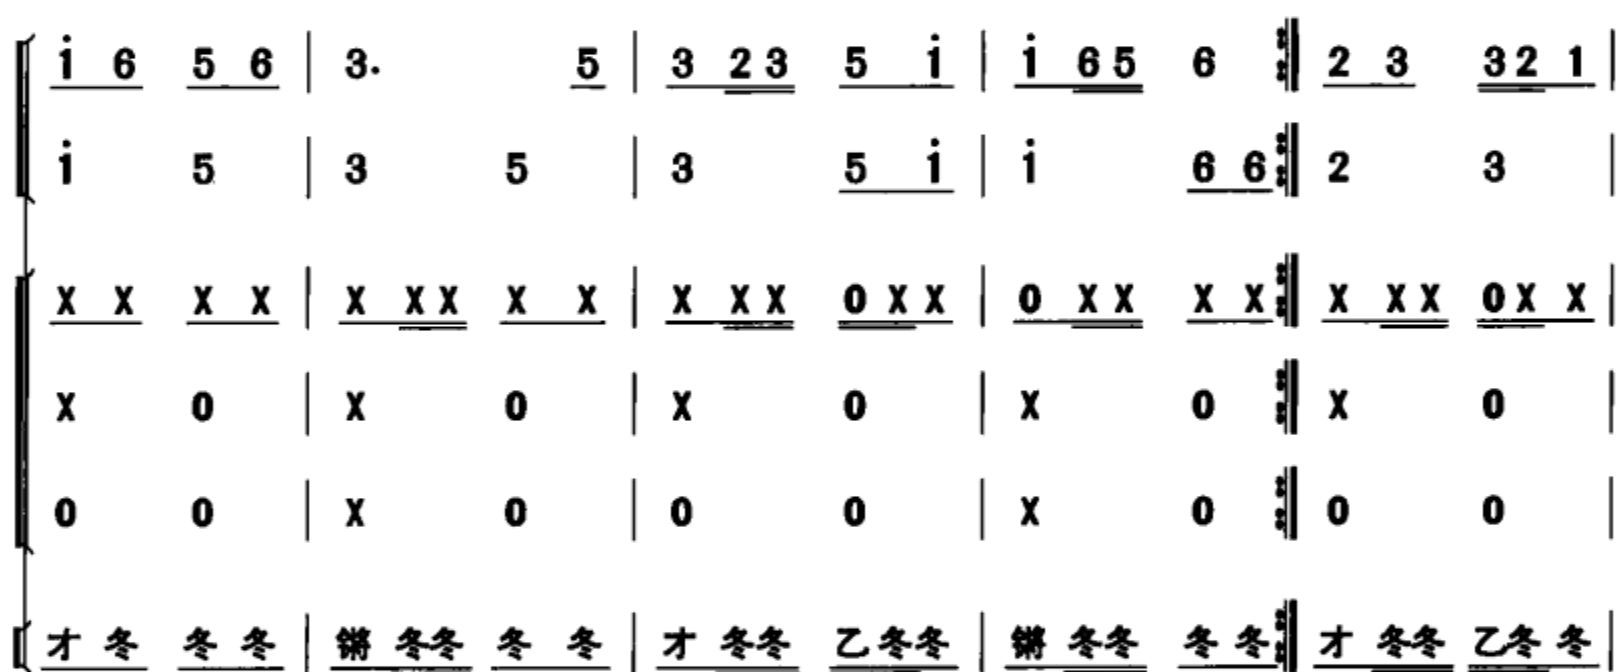 i 6 5 6 | 3. 5 | 3 23 5 i | i 65 6 :‖ 2 3 32 1 |
i 5 | 3 5 | 3 5 i | i 6 6 :‖ 2 3 |
X X X X | X XX X X | X XX 0XX | 0 XX X X :‖ X XX 0X X |
X 0 | X 0 | X 0 | X 0 :‖ X 0 |
0 0 | X 0 | 0 0 | X 0 :‖ 0 0 |
才 冬 冬 冬 | 锵 冬冬 冬 冬 | 才 冬冬 乙冬冬 | 锵 冬冬 冬 冬 :‖ 才 冬冬 乙冬 冬 |